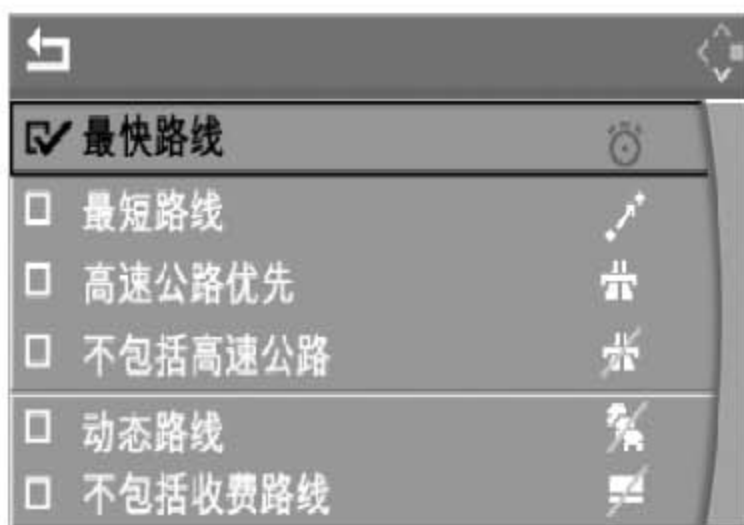 最快路线
最短路线
高速公路优先
不包括高速公路
动态路线
不包括收费路线